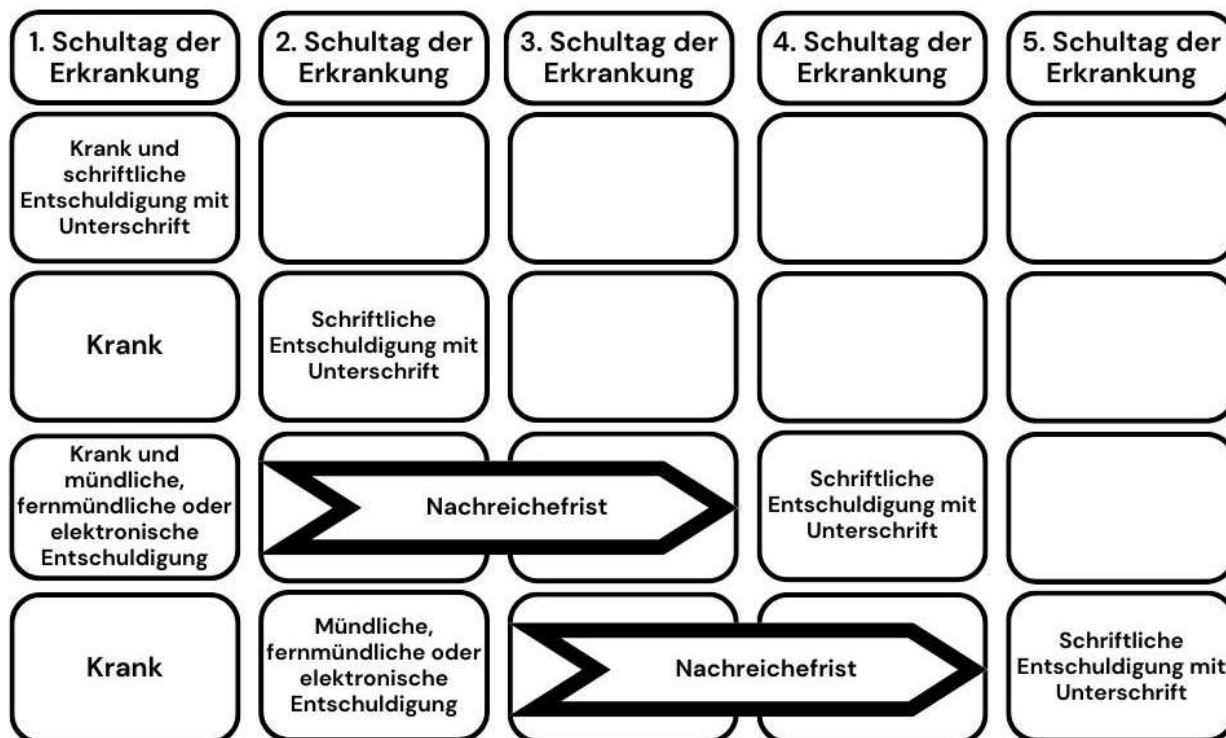 1. Schultag der
Erkrankung
2. Schultag der
Erkrankung
3. Schultag der
Erkrankung
4. Schultag der
Erkrankung
5. Schultag der
Erkrankung
Krank und
schriftliche
Entschuldigung mit
Unterschrift
Krank
Schriftliche
Entschuldigung mit
Unterschrift
Krank und
mündliche,
fernmündliche oder
elektronische
Entschuldigung
Nachreichefrist
Schriftliche
Entschuldigung mit
Unterschrift
Krank
Mündliche,
fernmündliche oder
elektronische
Entschuldigung
Nachreichefrist
Schriftliche
Entschuldigung mit
Unterschrift